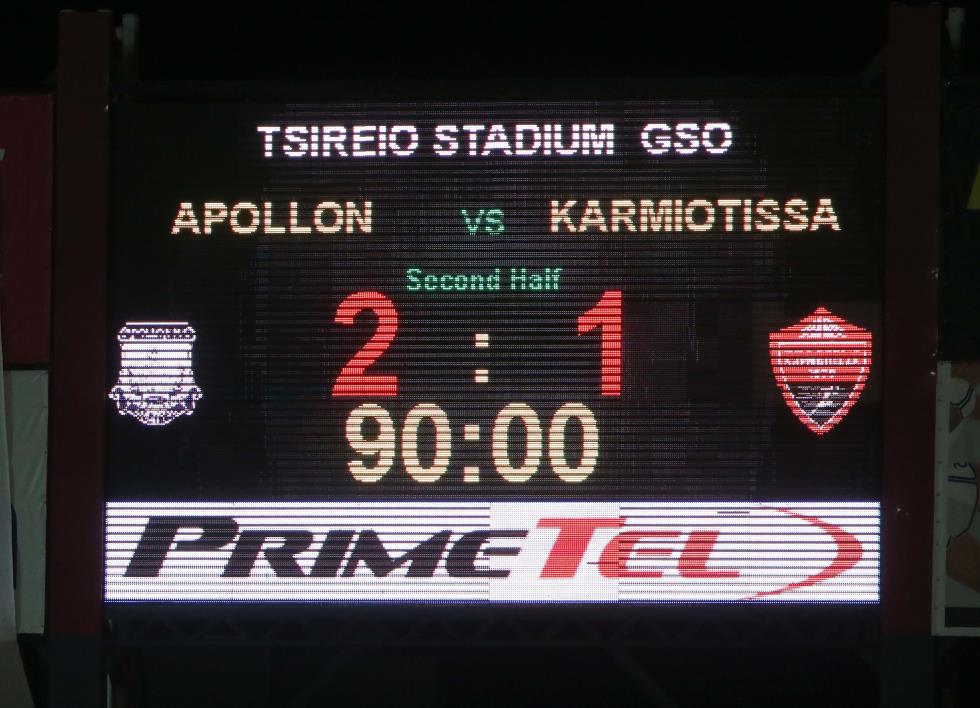 TSIREIO STADIUM GSO
APOLLON VS KARMIOTISSA
Second Half
2 : 1
90:00
PRIMETEL